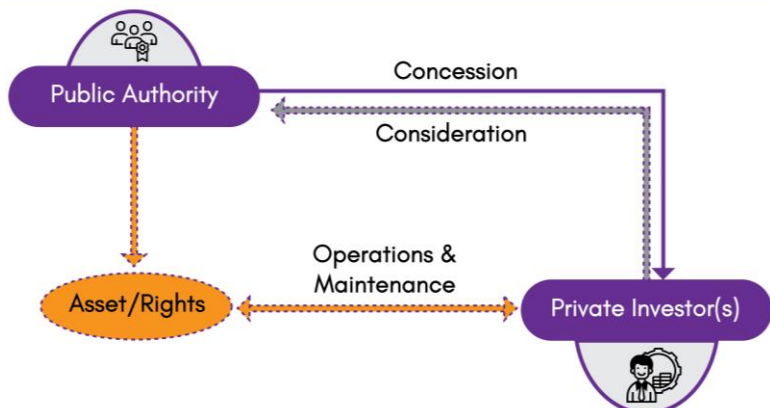 Public Authority
Concession
Consideration
Operations &
Maintenance
Asset/Rights
Private Investor(s)